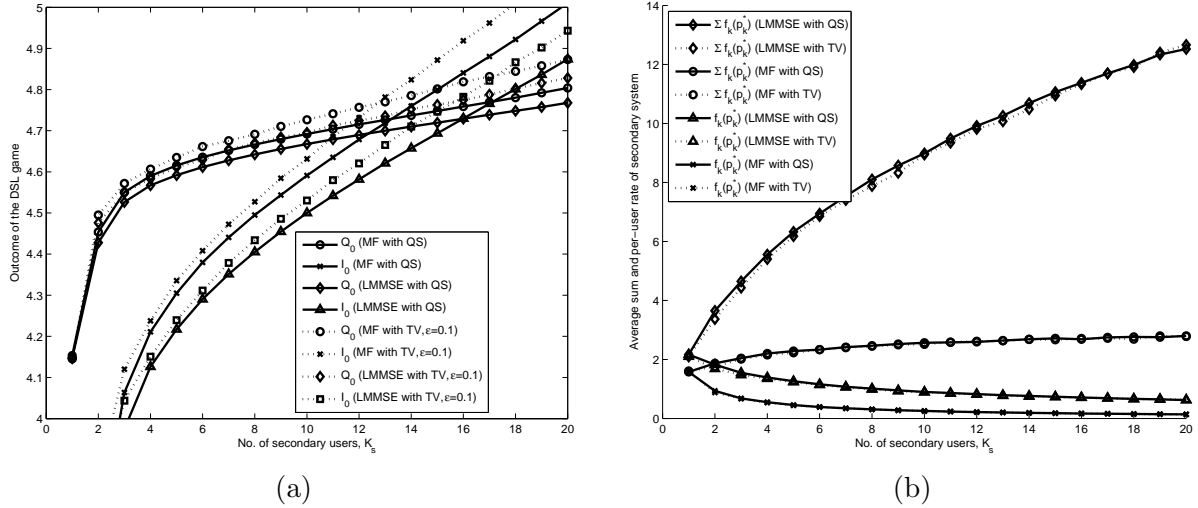 5
4.9
4.8
4.7
4.6
4.5
4.4
4.3
4.2
4.1
4
Outcome of the DSL game
Q_0 (MF with QS)
I_0 (MF with QS)
Q_0 (LMMSE with QS)
I_0 (LMMSE with QS)
Q_0 (MF with TV,ε=0.1)
I_0 (MF with TV,ε=0.1)
Q_0 (LMMSE with TV,ε=0.1)
I_0 (LMMSE with TV,ε=0.1)
0 2 4 6 8 10 12 14 16 18 20
No. of secondary users, K_s
(a)
14
12
10
8
6
4
2
0
Average sum and per-user rate of secondary system
Σ f_k(p_k^*) (LMMSE with QS)
Σ f_k(p_k^*) (LMMSE with TV)
Σ f_k(p_k^*) (MF with QS)
Σ f_k(p_k^*) (MF with TV)
f_k(p_k^*) (LMMSE with QS)
f_k(p_k^*) (LMMSE with TV)
f_k(p_k^*) (MF with QS)
f_k(p_k^*) (MF with TV)
0 2 4 6 8 10 12 14 16 18 20
No. of secondary users, K_s
(b)